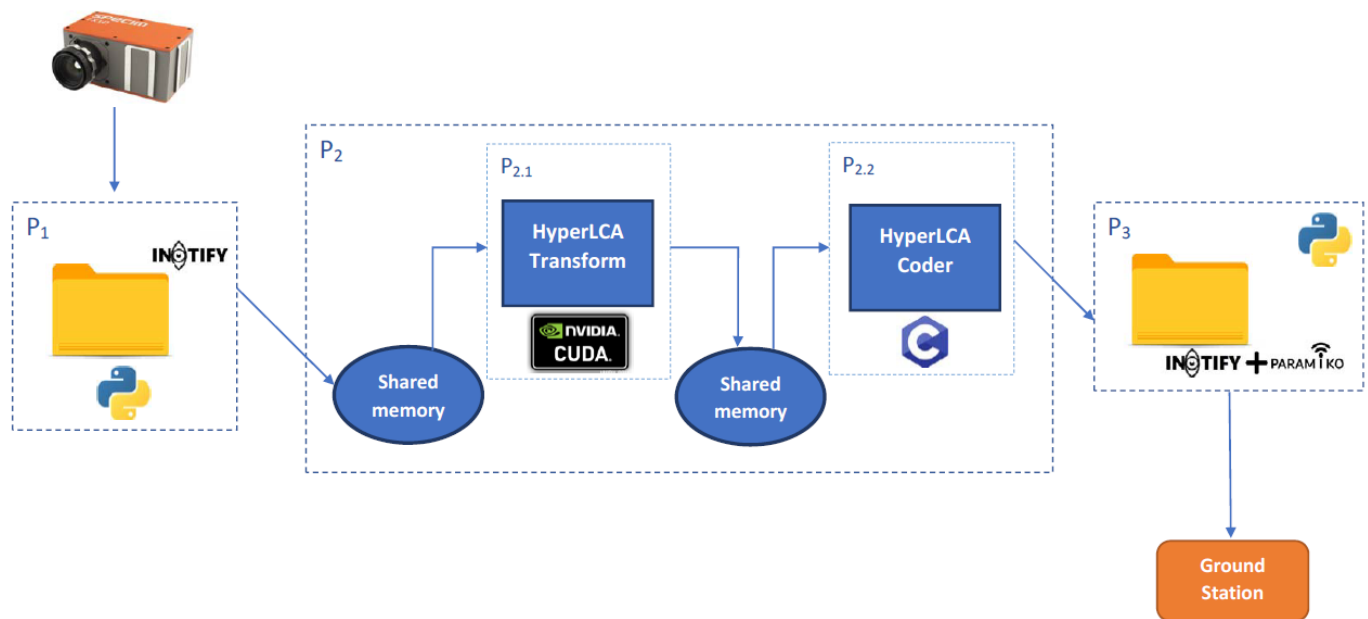 SPECIM
P1
INOTIFY
P2
Shared
memory
P2.1
HyperLCA
Transform
NVIDIA.
CUDA.
Shared
memory
P2.2
HyperLCA
Coder
C
P3
INOTIFY + PARAMIKO
Ground
Station